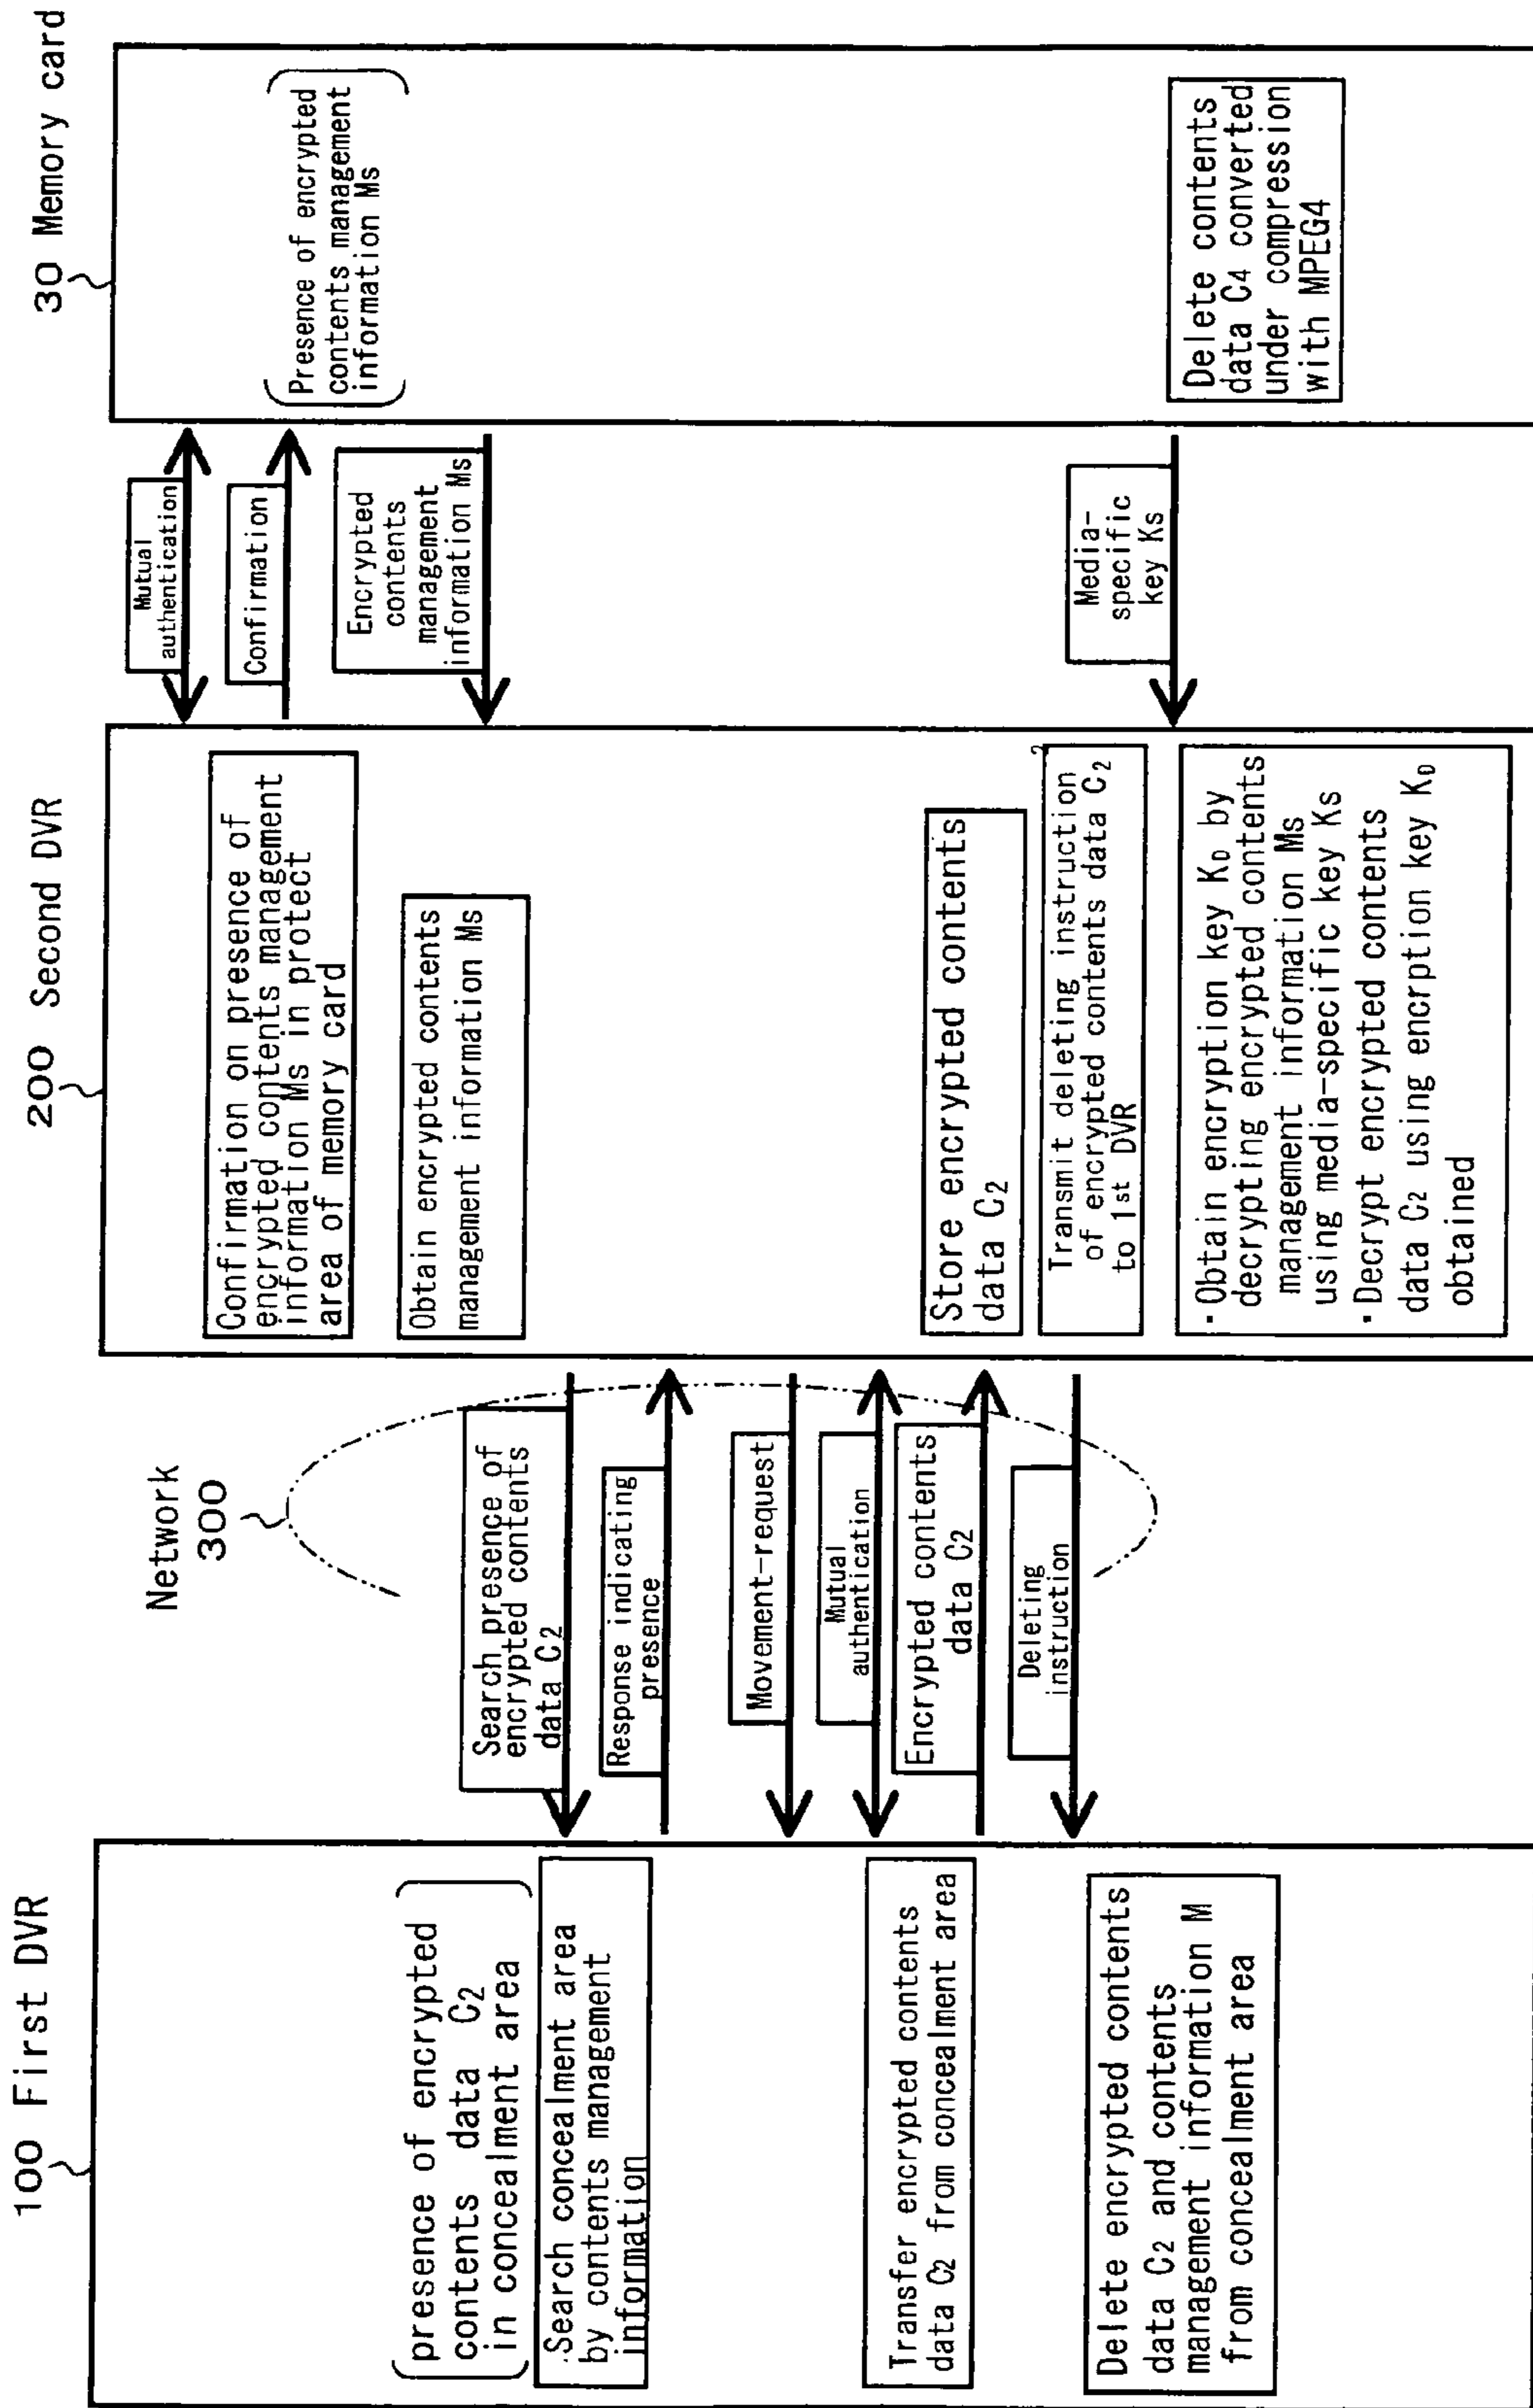 100 First DVR
presence of encrypted
contents data C2
in concealment area
Search concealment area
by contents management
information
Transfer encrypted contents
data C2 from concealment area
Delete encrypted contents
data C2 and contents
management information M
from concealment area
Network
300
Search presence of
encrypted contents
data C2
Response indicating
presence
Movement-request
Mutual
authentication
Encrypted contents
data C2
Deleting
instruction
200 Second DVR
Confirmation on presence of
encrypted contents management
information Ms in protect
area of memory card
Obtain encrypted contents
management information Ms
Store encrypted contents
data C2
Transmit deleting instruction
of encrypted contents data C2
to 1st DVR
2
・Obtain encryption key KD by
decrypting encrypted contents
management information Ms
using media-specific key Ks
・Decrypt encrypted contents
data C2 using encrption key KD
obtained
Mutual
authentication
Confirmation
Encrypted
contents
management
information Ms
Media-
specific
key Ks
30 Memory card
Presence of encrypted
contents management
information Ms
Delete contents
data C4 converted
under compression
with MPEG4